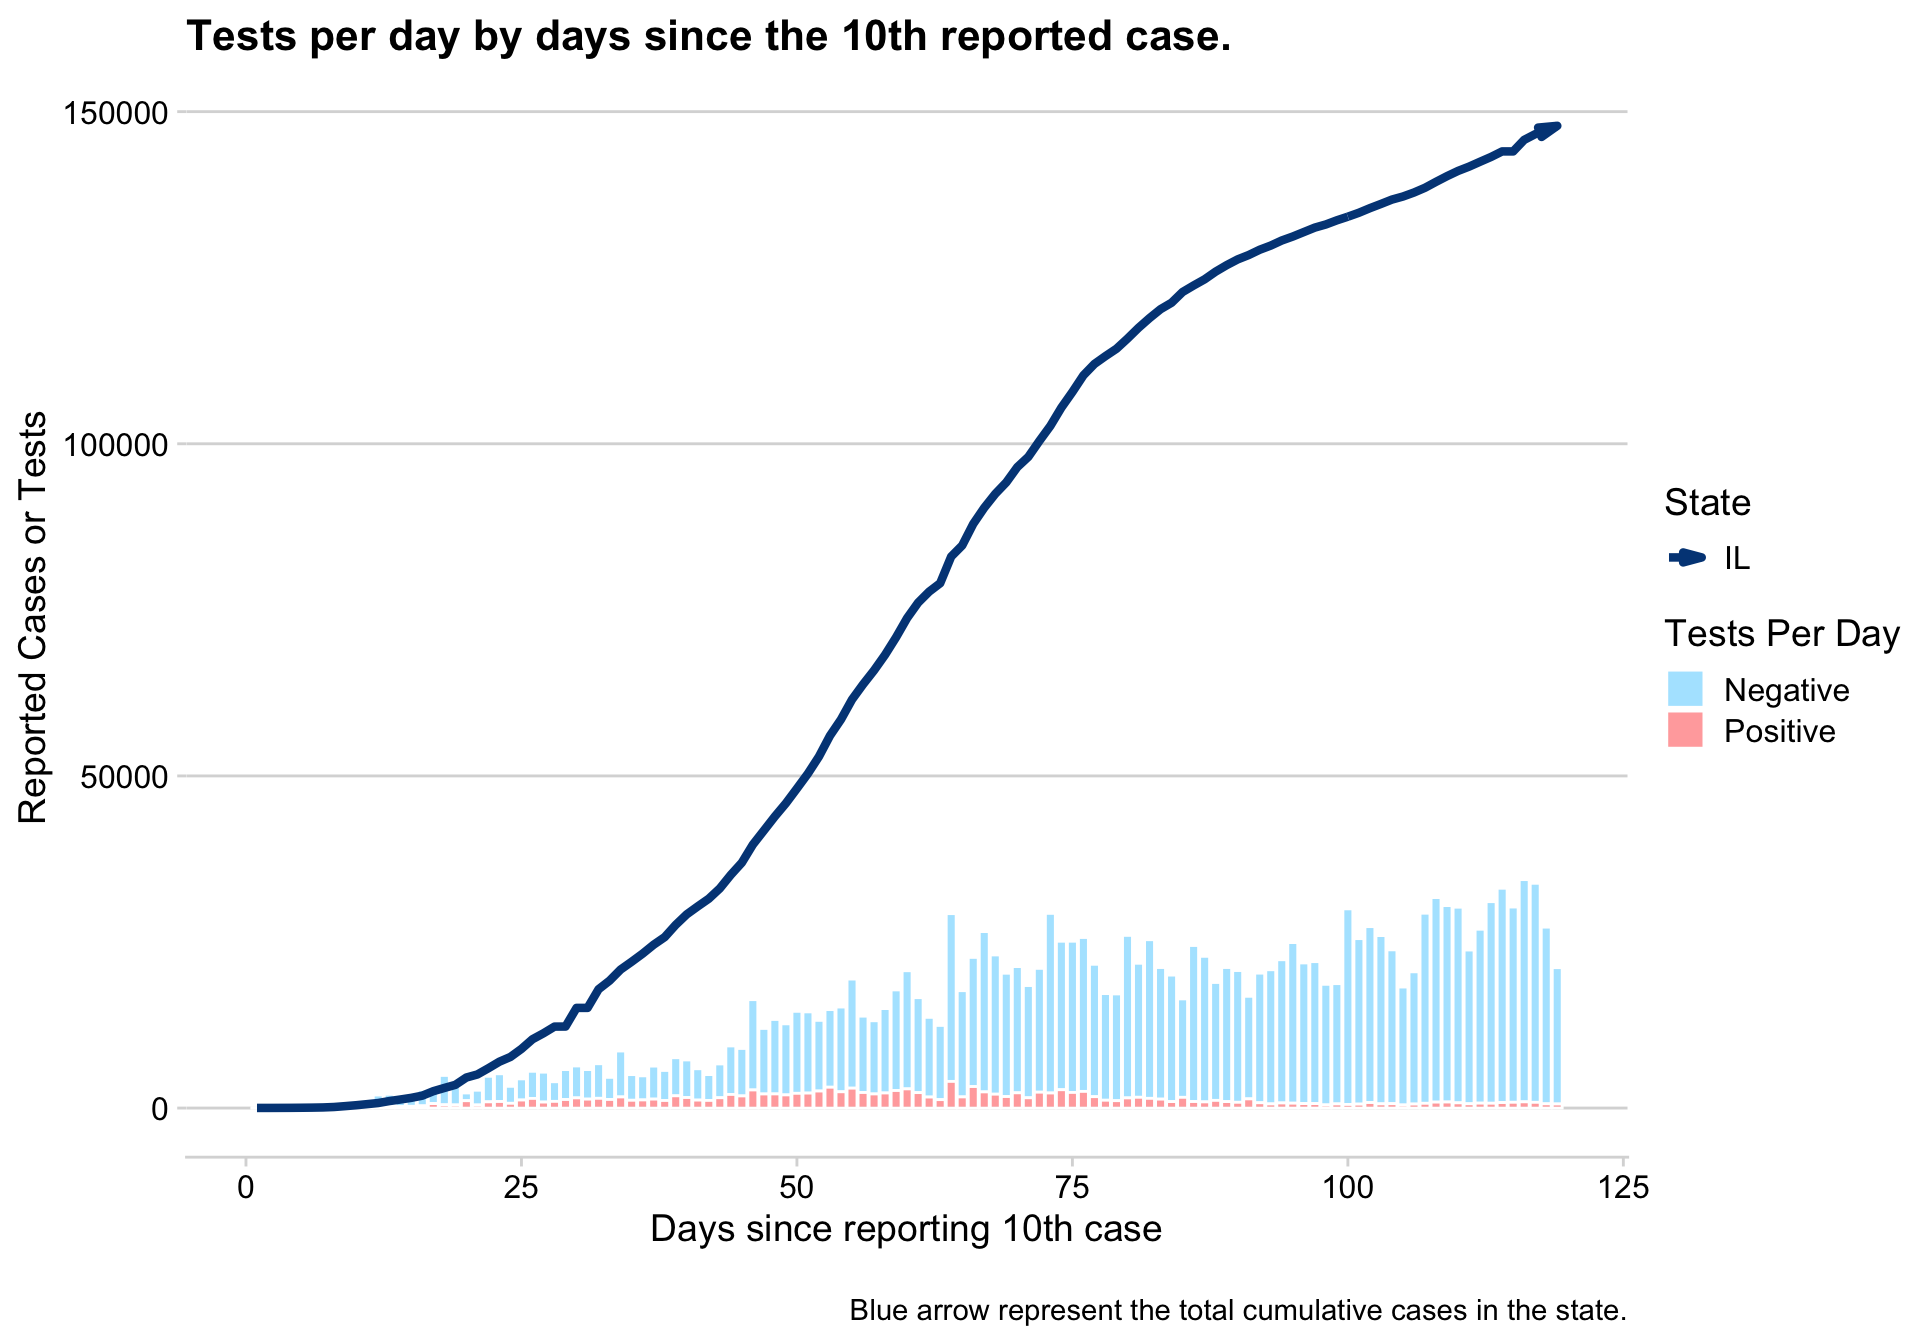 Tests per day by days since the 10th reported case.
150000
100000
50000
0
Reported Cases or Tests
0 25 50 75 100 125
Days since reporting 10th case
State
IL
Tests Per Day
Negative
Positive
Blue arrow represent the total cumulative cases in the state.